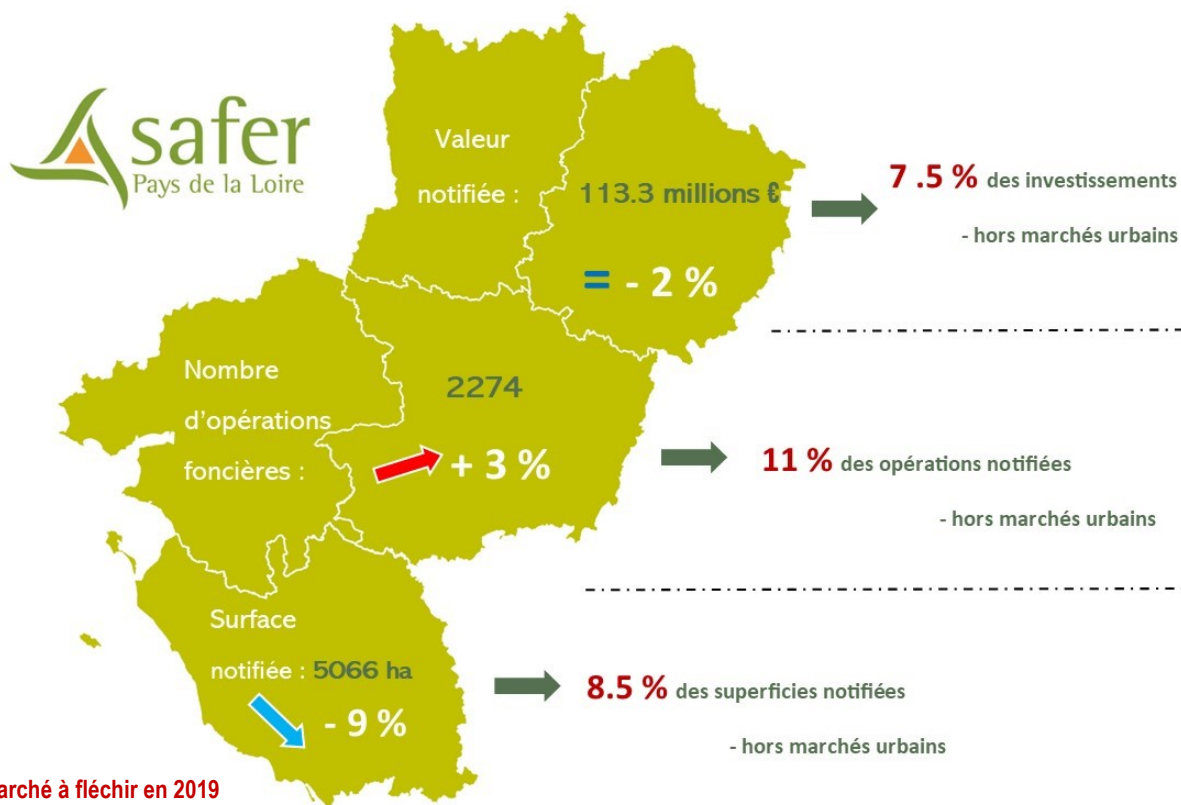 safer
Pays de la Loire
Valeur
notifiée :
113.3 millions €
= - 2 %
7 .5 % des investissements
- hors marchés urbains
Nombre
d'opérations
foncières :
2274
+ 3 %
11 % des opérations notifiées
- hors marchés urbains
Surface
notifiée : 5066 ha
- 9 %
8.5 % des superficies notifiées
- hors marchés urbains
arché à fléchir en 2019